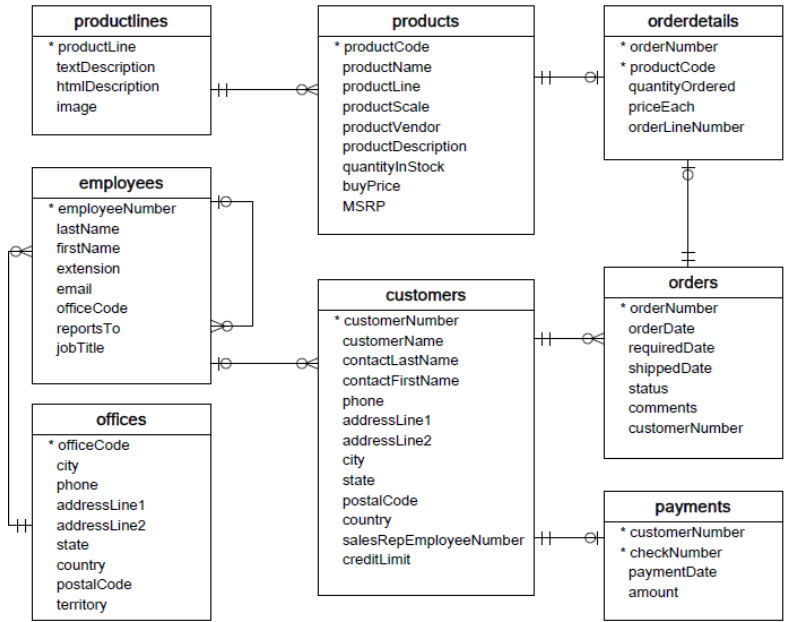 productlines
* productLine
textDescription
htmlDescription
image
products
* productCode
productName
productLine
productScale
productVendor
productDescription
quantityInStock
buyPrice
MSRP
orderdetails
* orderNumber
* productCode
quantityOrdered
priceEach
orderLineNumber
employees
* employeeNumber
lastName
firstName
extension
email
officeCode
reportsTo
jobTitle
customers
* customerNumber
customerName
contactLastName
contactFirstName
phone
addressLine1
addressLine2
city
state
postalCode
country
salesRepEmployeeNumber
creditLimit
orders
* orderNumber
orderDate
requiredDate
shippedDate
status
comments
customerNumber
offices
* officeCode
city
phone
addressLine1
addressLine2
state
country
postalCode
territory
payments
* customerNumber
* checkNumber
paymentDate
amount